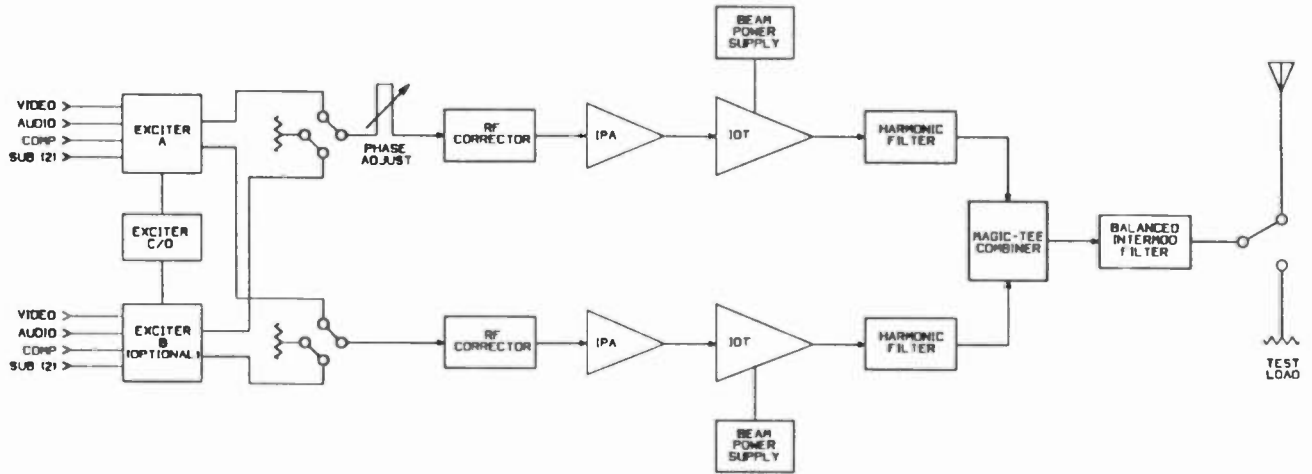 BEAM
POWER
SUPPLY
VIDEO
AUDIO
COMP
SUB (2)
EXCITER
A
PHASE
ADJUST
RF
CORRECTOR
IPA
IOT
HARMONIC
FILTER
EXCITER
C/O
MAGIC-TEE
COMBINER
BALANCED
INTERMOD
FILTER
VIDEO
AUDIO
COMP
SUB (2)
EXCITER
B
(OPTIONAL)
RF
CORRECTOR
IPA
IOT
HARMONIC
FILTER
TEST
LOAD
BEAM
POWER
SUPPLY